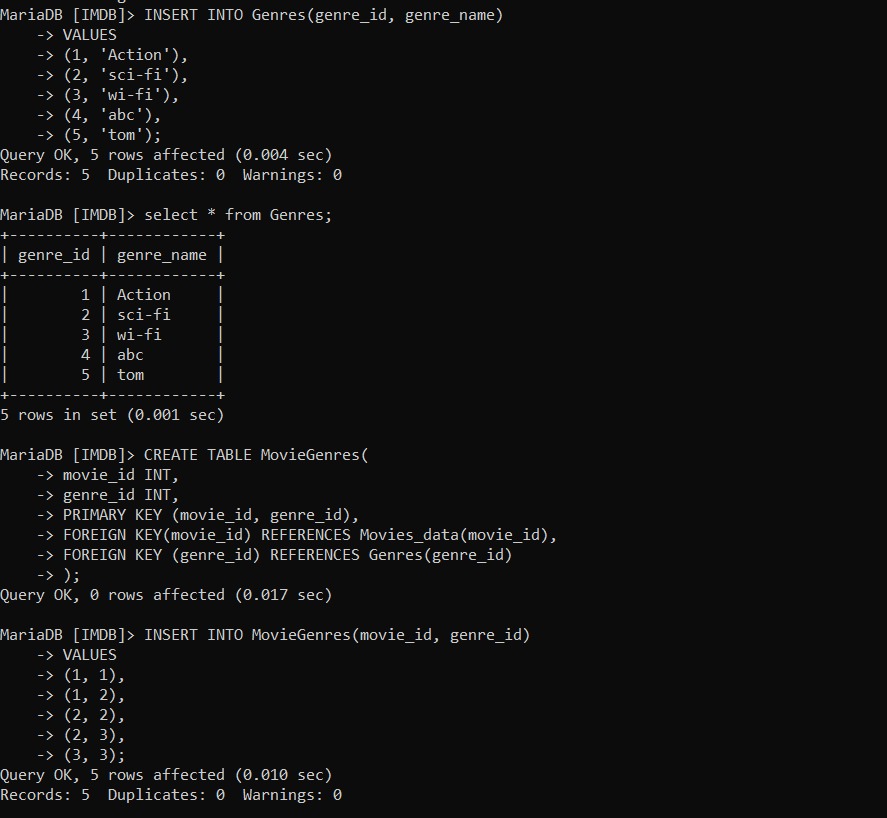 MariaDB [IMDB]> INSERT INTO Genres(genre_id, genre_name)
    -> VALUES
    -> (1, 'Action'),
    -> (2, 'sci-fi'),
    -> (3, 'wi-fi'),
    -> (4, 'abc'),
    -> (5, 'tom');
Query OK, 5 rows affected (0.004 sec)
Records: 5  Duplicates: 0  Warnings: 0

MariaDB [IMDB]> select * from Genres;
+----------+------------+
| genre_id | genre_name |
+----------+------------+
|        1 | Action     |
|        2 | sci-fi     |
|        3 | wi-fi      |
|        4 | abc        |
|        5 | tom        |
+----------+------------+
5 rows in set (0.001 sec)

MariaDB [IMDB]> CREATE TABLE MovieGenres(
    -> movie_id INT,
    -> genre_id INT,
    -> PRIMARY KEY (movie_id, genre_id),
    -> FOREIGN KEY(movie_id) REFERENCES Movies_data(movie_id),
    -> FOREIGN KEY (genre_id) REFERENCES Genres(genre_id)
    -> );
Query OK, 0 rows affected (0.017 sec)

MariaDB [IMDB]> INSERT INTO MovieGenres(movie_id, genre_id)
    -> VALUES
    -> (1, 1),
    -> (1, 2),
    -> (2, 2),
    -> (2, 3),
    -> (3, 3);
Query OK, 5 rows affected (0.010 sec)
Records: 5  Duplicates: 0  Warnings: 0